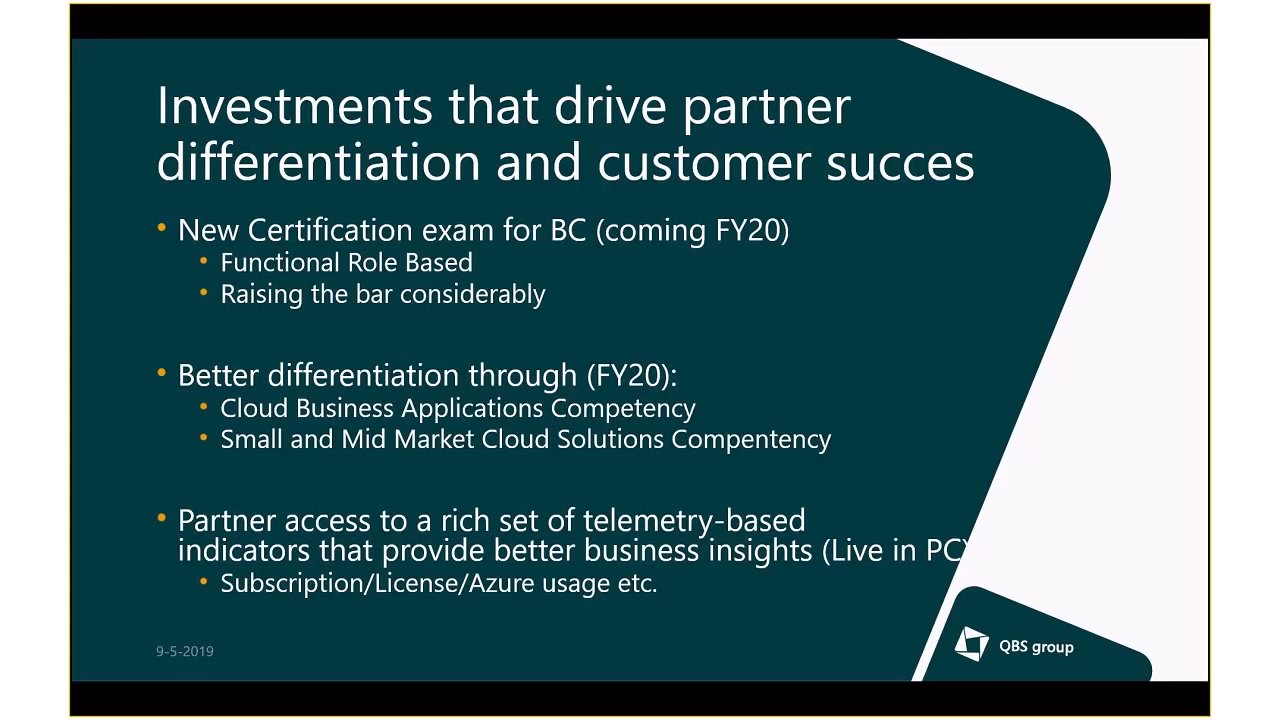 Investments that drive partner
differentiation and customer succes
• New Certification exam for BC (coming FY20)
• Functional Role Based
• Raising the bar considerably
• Better differentiation through (FY20):
• Cloud Business Applications Competency
• Small and Mid Market Cloud Solutions Compentency
• Partner access to a rich set of telemetry-based
indicators that provide better business insights (Live in PC)
• Subscription/License/Azure usage etc.
9-5-2019
QBS group